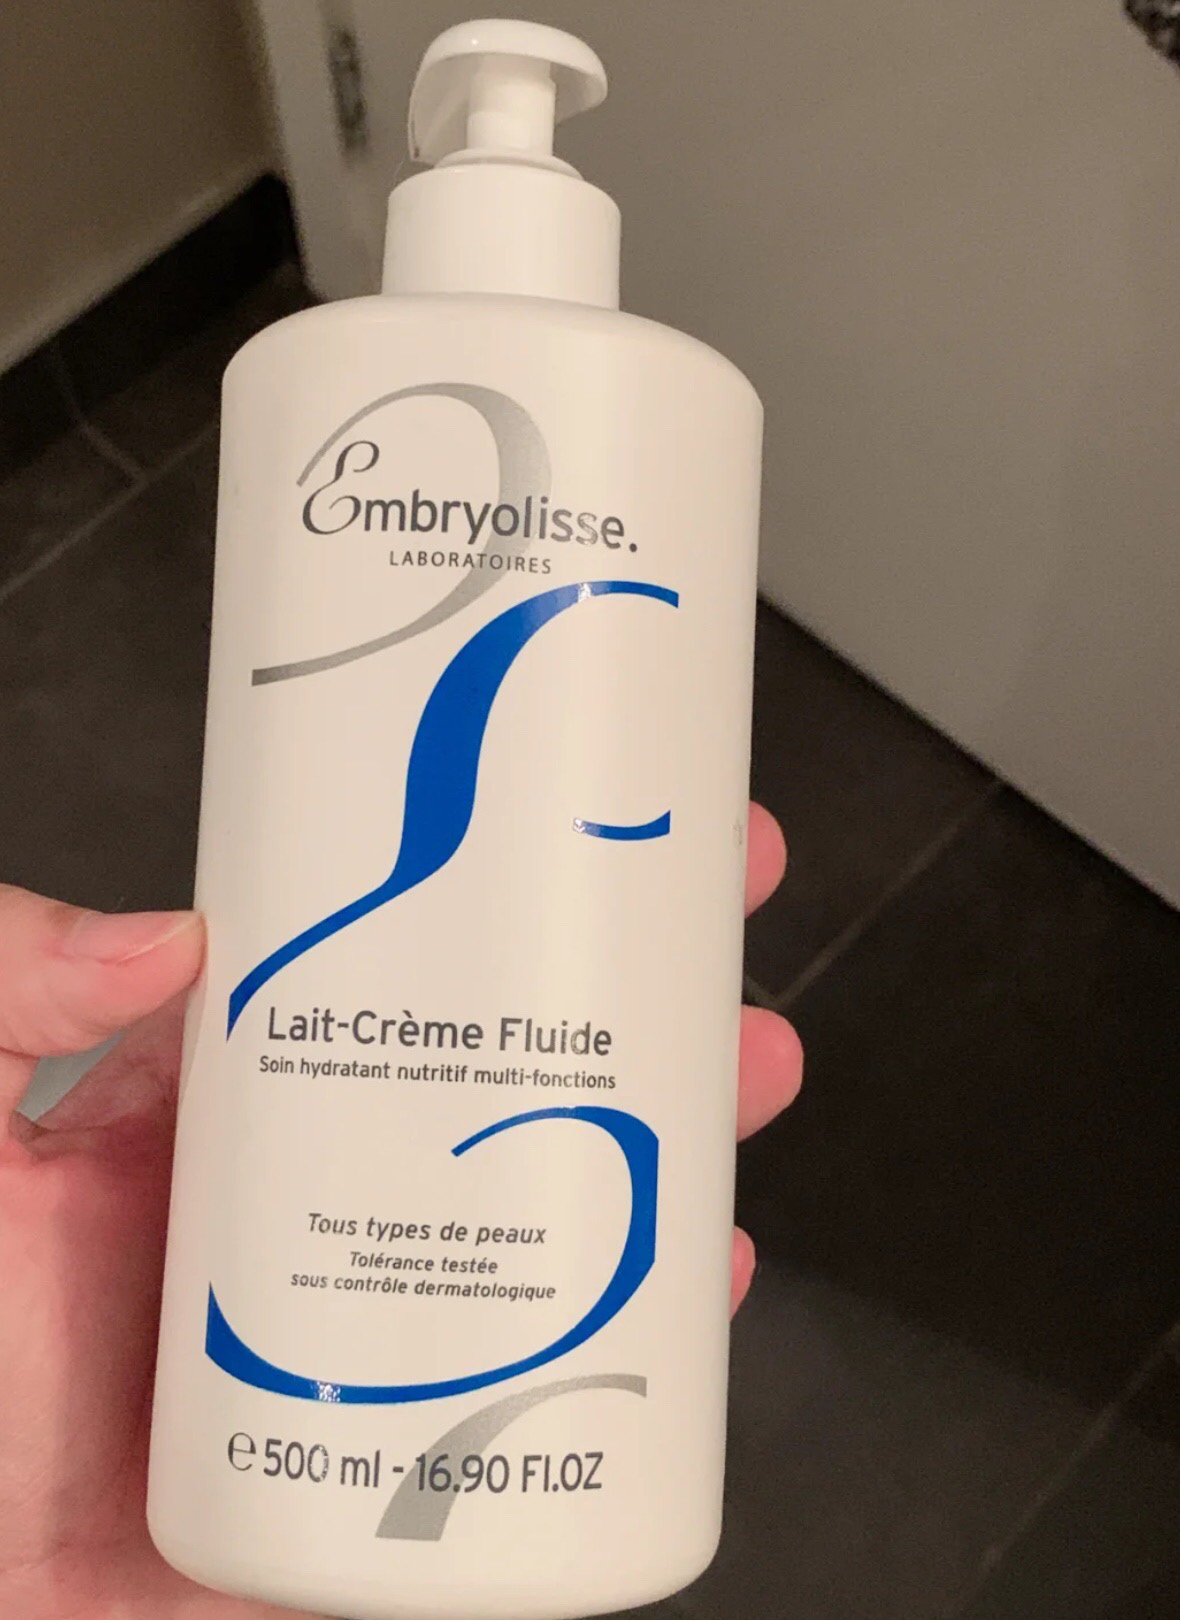 Embryolisse.
LABORATOIRES
Lait-Crème Fluide
Soin hydratant nutritif multi-fonctions
Tous types de peaux
Tolérance testée
sous contrôle dermatologique
℮ 500 ml - 16.90 Fl.OZ